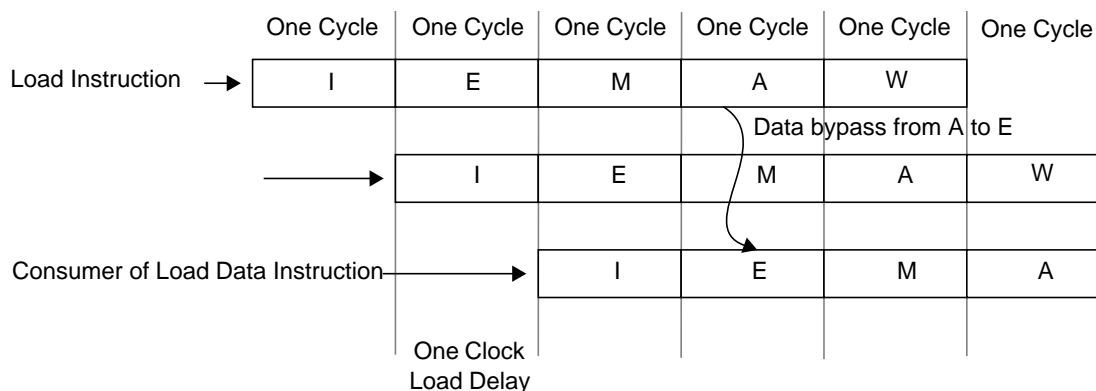 One Cycle One Cycle One Cycle One Cycle One Cycle One Cycle
Load Instruction I E M A W
Data bypass from A to E
I E M A W
Consumer of Load Data Instruction I E M A
One Clock
Load Delay